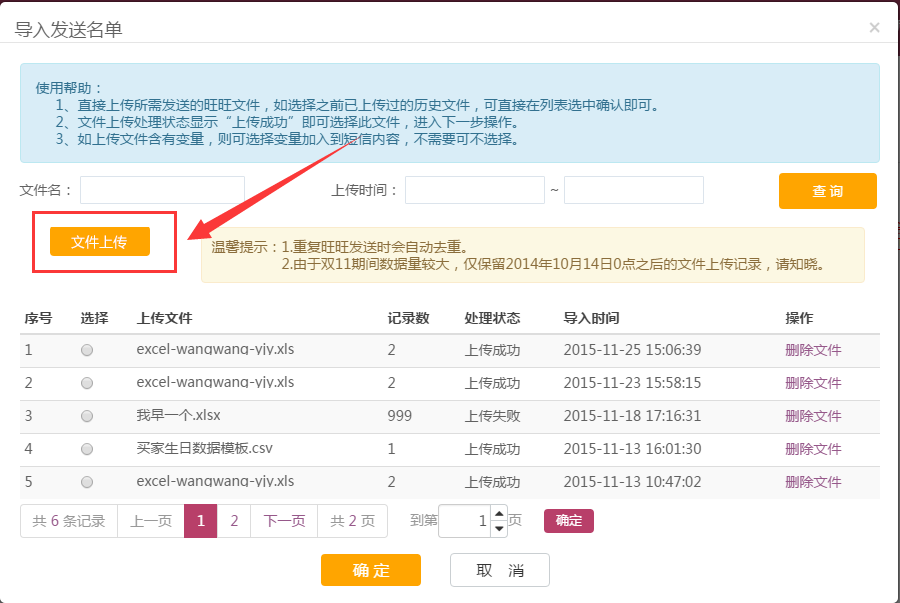 导入发送名单 ×
使用帮助：
1、直接上传所需发送的旺旺文件，如选择之前已上传过的历史文件，可直接在列表选中确认即可。
2、文件上传处理状态显示“上传成功”即可选择此文件，进入下一步操作。
3、如上传文件含有变量，则可选择变量加入到短信内容，不需要可不选择。
文件名： 上传时间： ~ 查 询
文件上传
温馨提示：1.重复旺旺发送时会自动去重。
2.由于双11期间数据量较大，仅保留2014年10月14日0点之后的文件上传记录，请知晓。
序号 选择 上传文件 记录数 处理状态 导入时间 操作
1 excel-wangwang-yjy.xls 2 上传成功 2015-11-25 15:06:39 删除文件
2 excel-wangwang-yjy.xls 2 上传成功 2015-11-23 15:58:15 删除文件
3 我早一个.xlsx 999 上传失败 2015-11-18 17:16:31 删除文件
4 买家生日数据模板.csv 1 上传成功 2015-11-13 16:01:30 删除文件
5 excel-wangwang-yjy.xls 2 上传成功 2015-11-13 10:47:02 删除文件
共 6 条记录 上一页 1 2 下一页 共 2 页 到第 1 页 确定
确 定 取 消